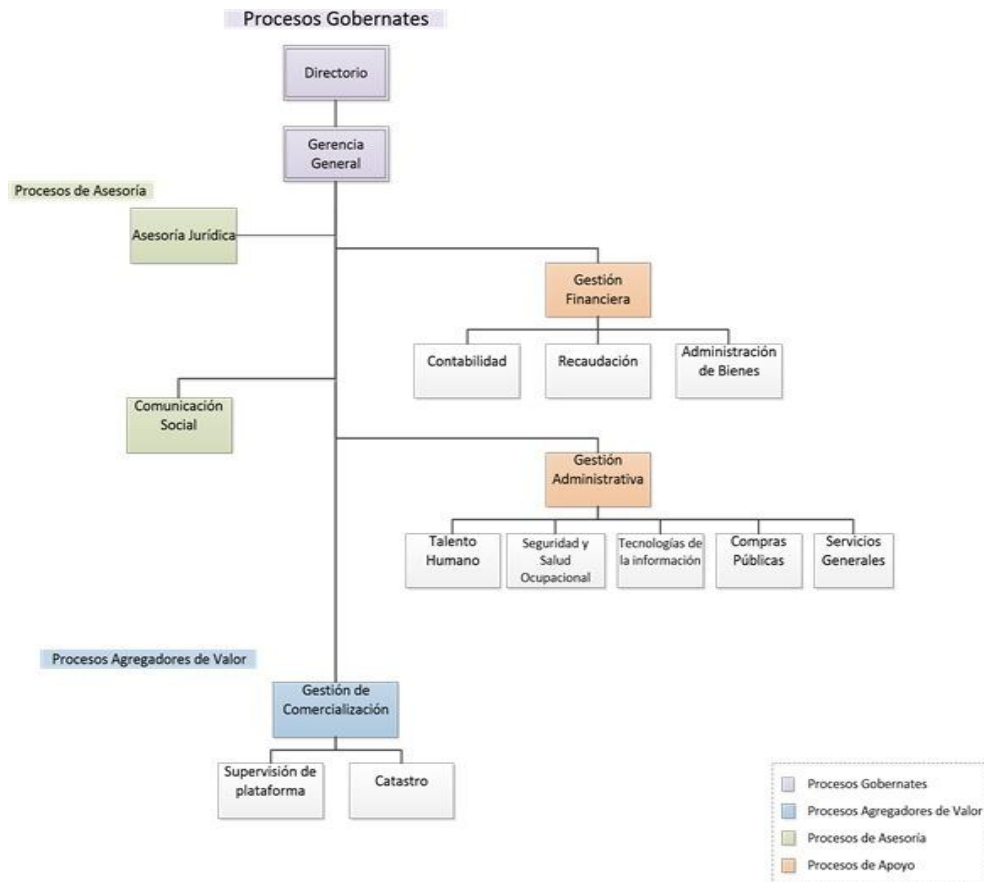 Procesos Gobernates
Directorio
Gerencia
General
Procesos de Asesoría
Asesoría Jurídica
Gestión
Financiera
Contabilidad
Recaudación
Administración
de Bienes
Comunicación
Social
Gestión
Administrativa
Talento
Humano
Seguridad y
Salud
Ocupacional
Tecnologías de
la información
Compras
Públicas
Servicios
Generales
Procesos Agregadores de Valor
Gestión de
Comercialización
Supervisión de
plataforma
Catastro
Procesos Gobernates
Procesos Agregadores de Valor
Procesos de Asesoría
Procesos de Apoyo